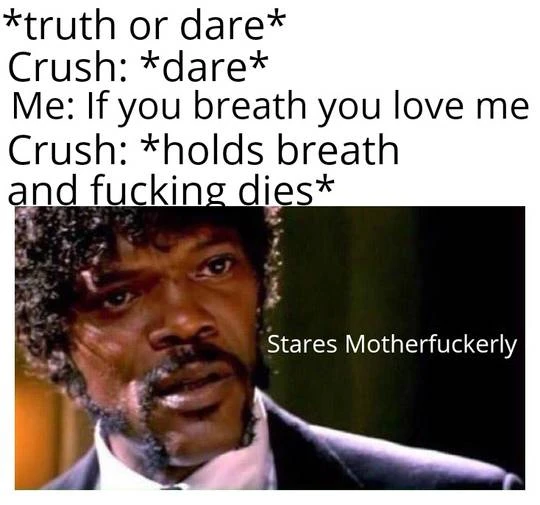 *truth or dare*
Crush: *dare*
Me: If you breath you love me
Crush: *holds breath
and fucking dies*
Stares Motherfuckerly